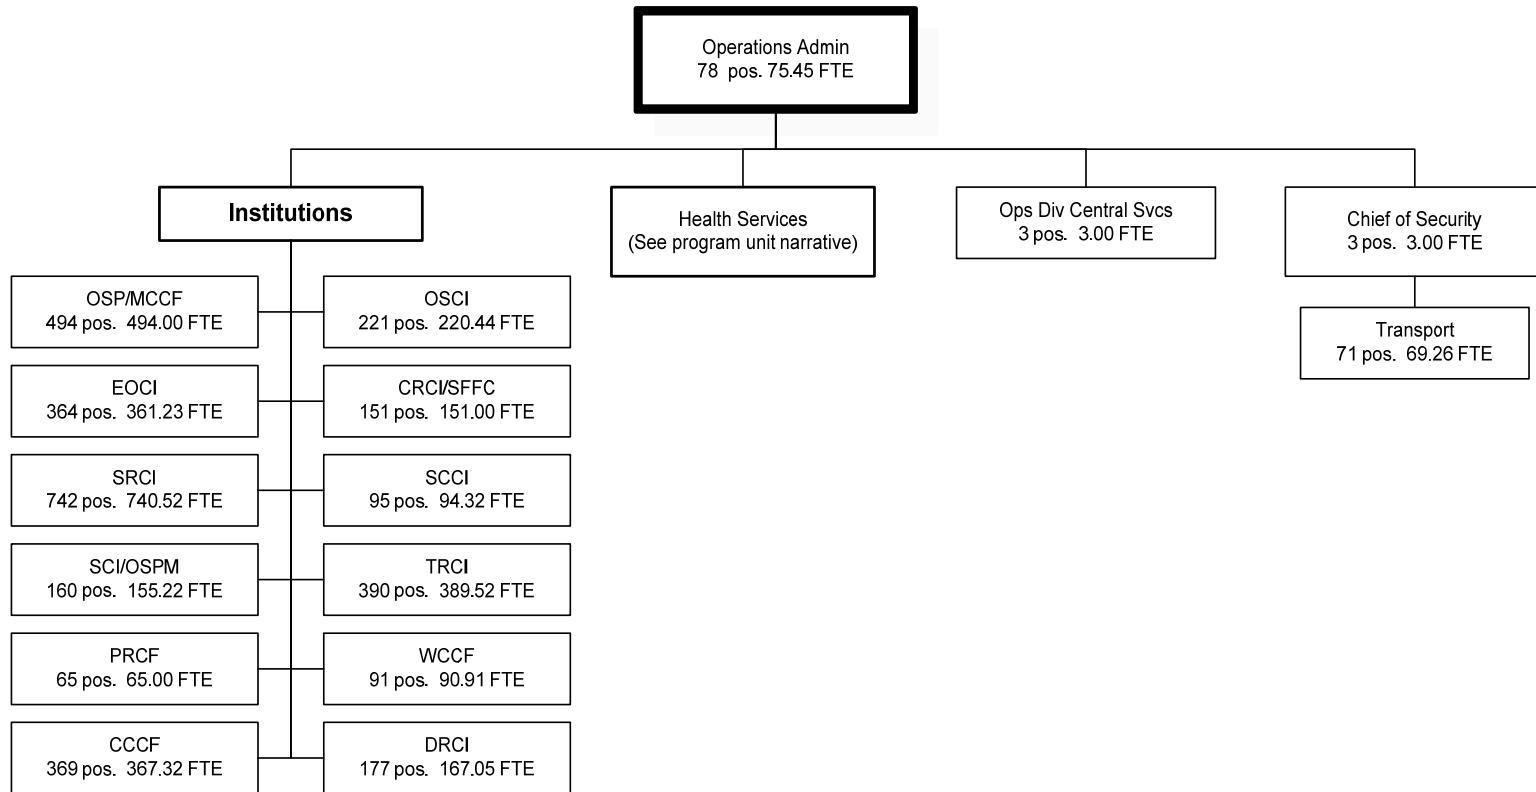 Operations Admin
78 pos. 75.45 FTE
Institutions
Health Services
(See program unit narrative)
Ops Div Central Svcs
3 pos. 3.00 FTE
Chief of Security
3 pos. 3.00 FTE
Transport
71 pos. 69.26 FTE
OSP/MCCF
494 pos. 494.00 FTE
OSCI
221 pos. 220.44 FTE
EOCI
364 pos. 361.23 FTE
CRCI/SFFC
151 pos. 151.00 FTE
SRCI
742 pos. 740.52 FTE
SCCI
95 pos. 94.32 FTE
SCI/OSPM
160 pos. 155.22 FTE
TRCI
390 pos. 389.52 FTE
PRCF
65 pos. 65.00 FTE
WCCF
91 pos. 90.91 FTE
CCCF
369 pos. 367.32 FTE
DRCI
177 pos. 167.05 FTE